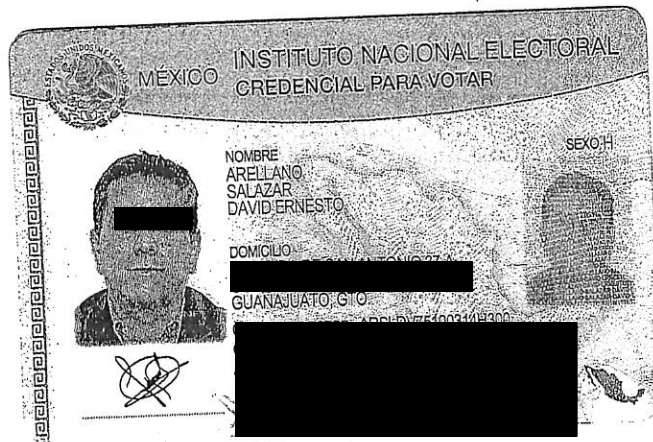 ESTADOS UNIDOS MEXICANOS
MÉXICO
INSTITUTO NACIONAL ELECTORAL
CREDENCIAL PARA VOTAR
NOMBRE
ARELLANO
SALAZAR
DAVID ERNESTO
SEXO H
DOMICILIO
GUANAJUATO, GTO